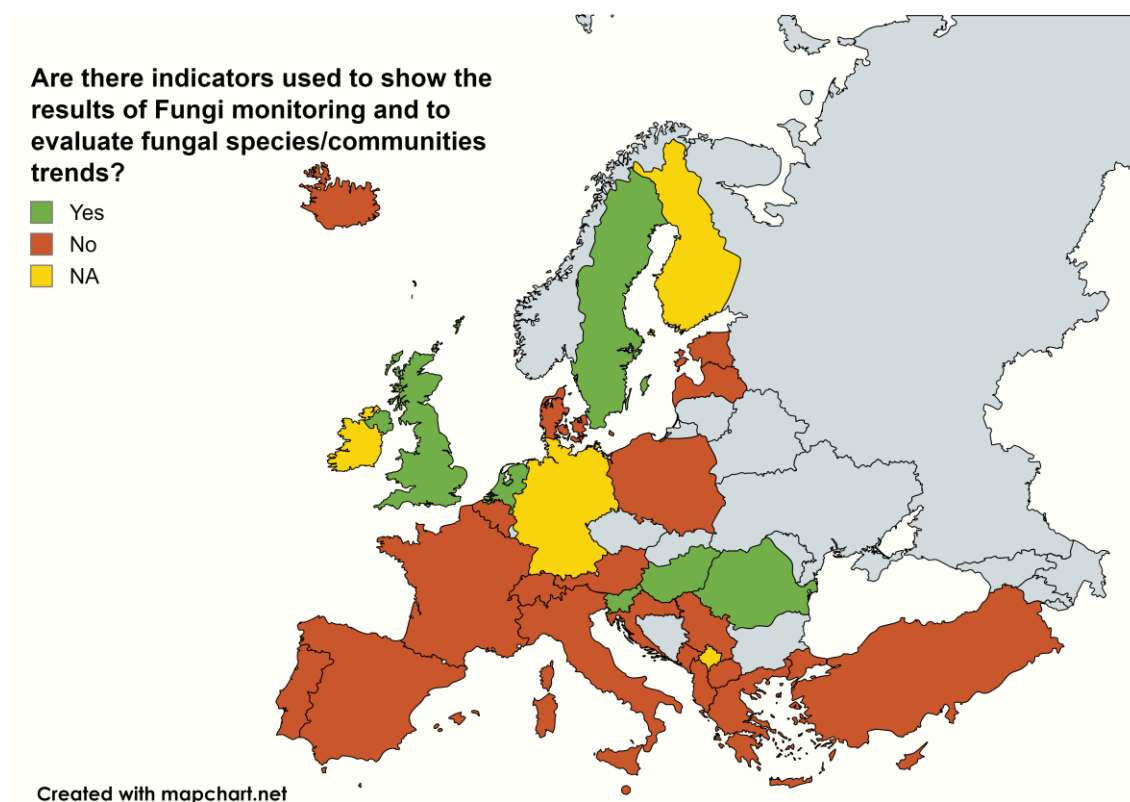 Are there indicators used to show the
results of Fungi monitoring and to
evaluate fungal species/communities
trends?
Yes
No
NA
Created with mapchart.net